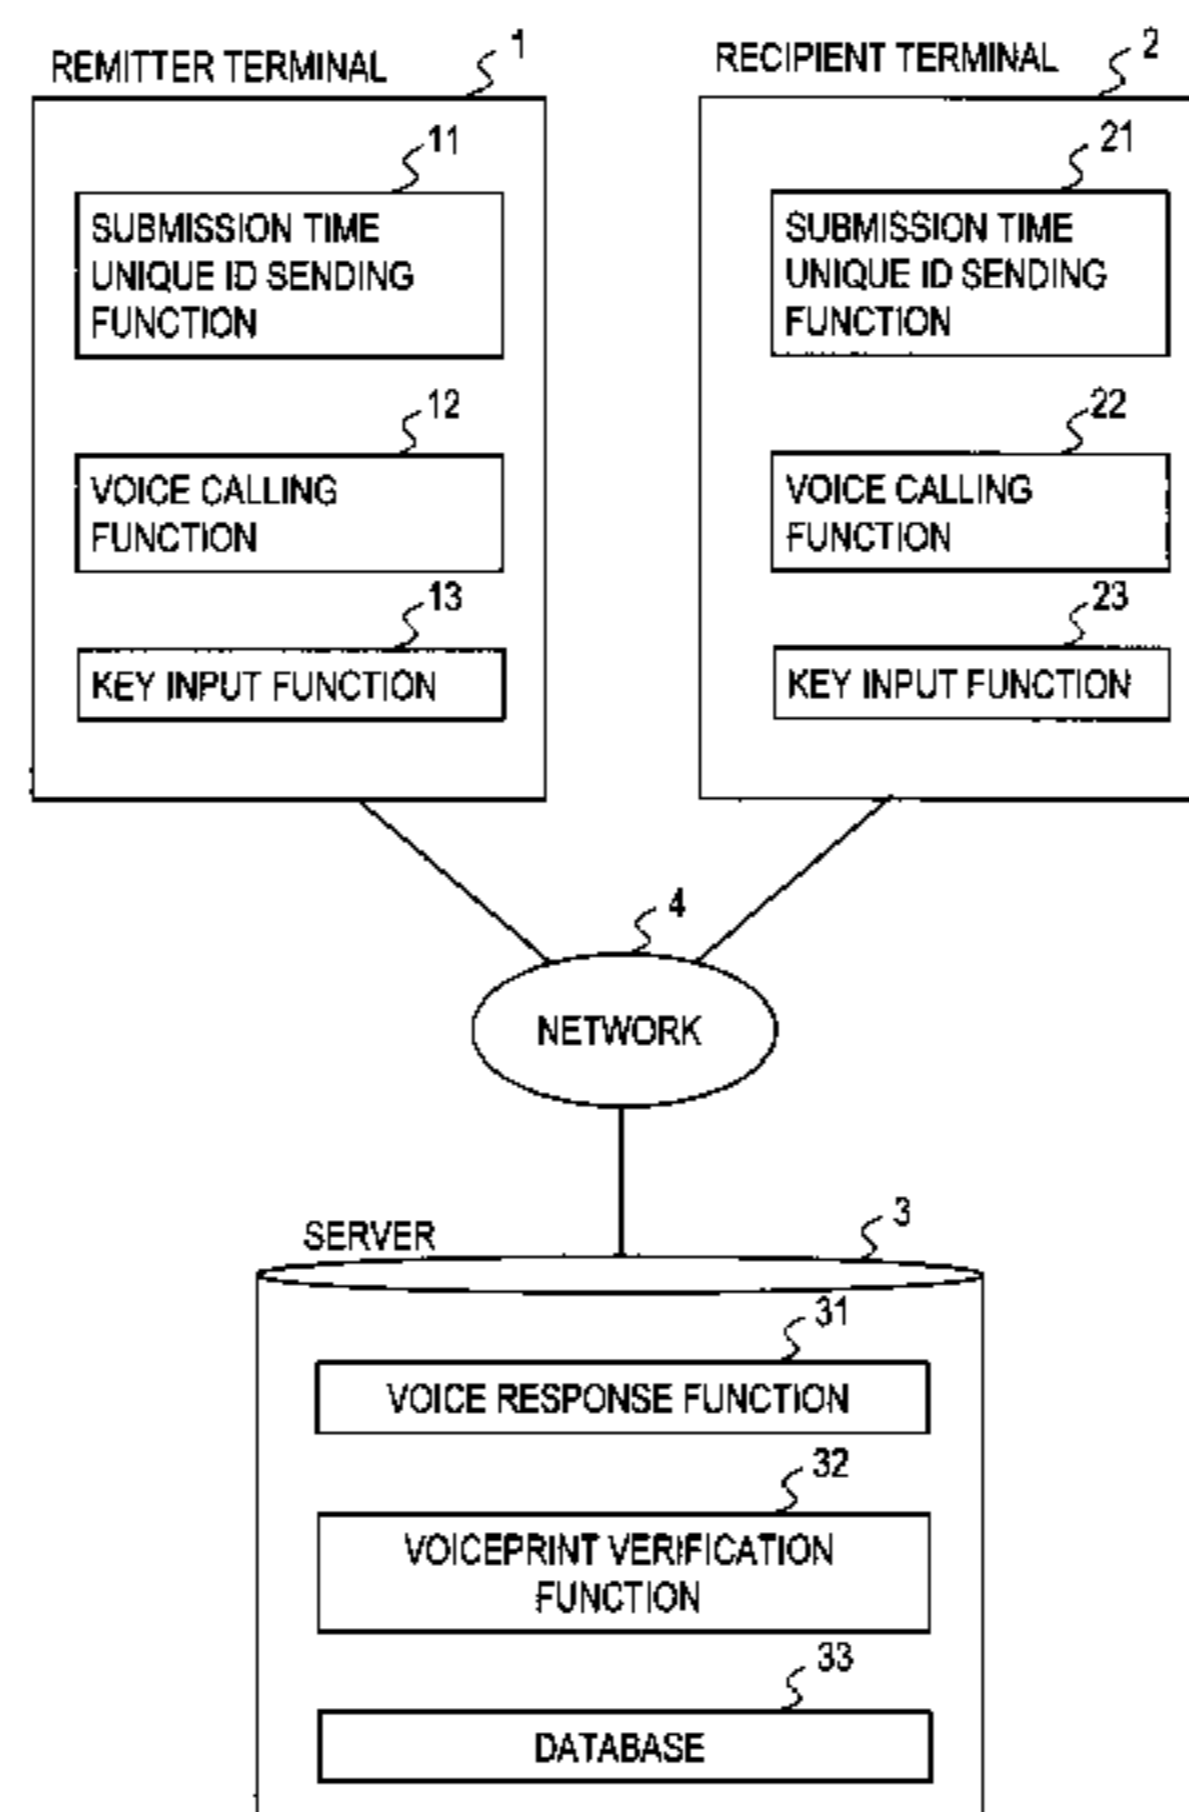 REMITTER TERMINAL
1
11
SUBMISSION TIME
UNIQUE ID SENDING
FUNCTION
12
VOICE CALLING
FUNCTION
13
KEY INPUT FUNCTION
RECIPIENT TERMINAL
2
21
SUBMISSION TIME
UNIQUE ID SENDING
FUNCTION
22
VOICE CALLING
FUNCTION
23
KEY INPUT FUNCTION
4
NETWORK
SERVER
3
31
VOICE RESPONSE FUNCTION
32
VOICEPRINT VERIFICATION
FUNCTION
33
DATABASE